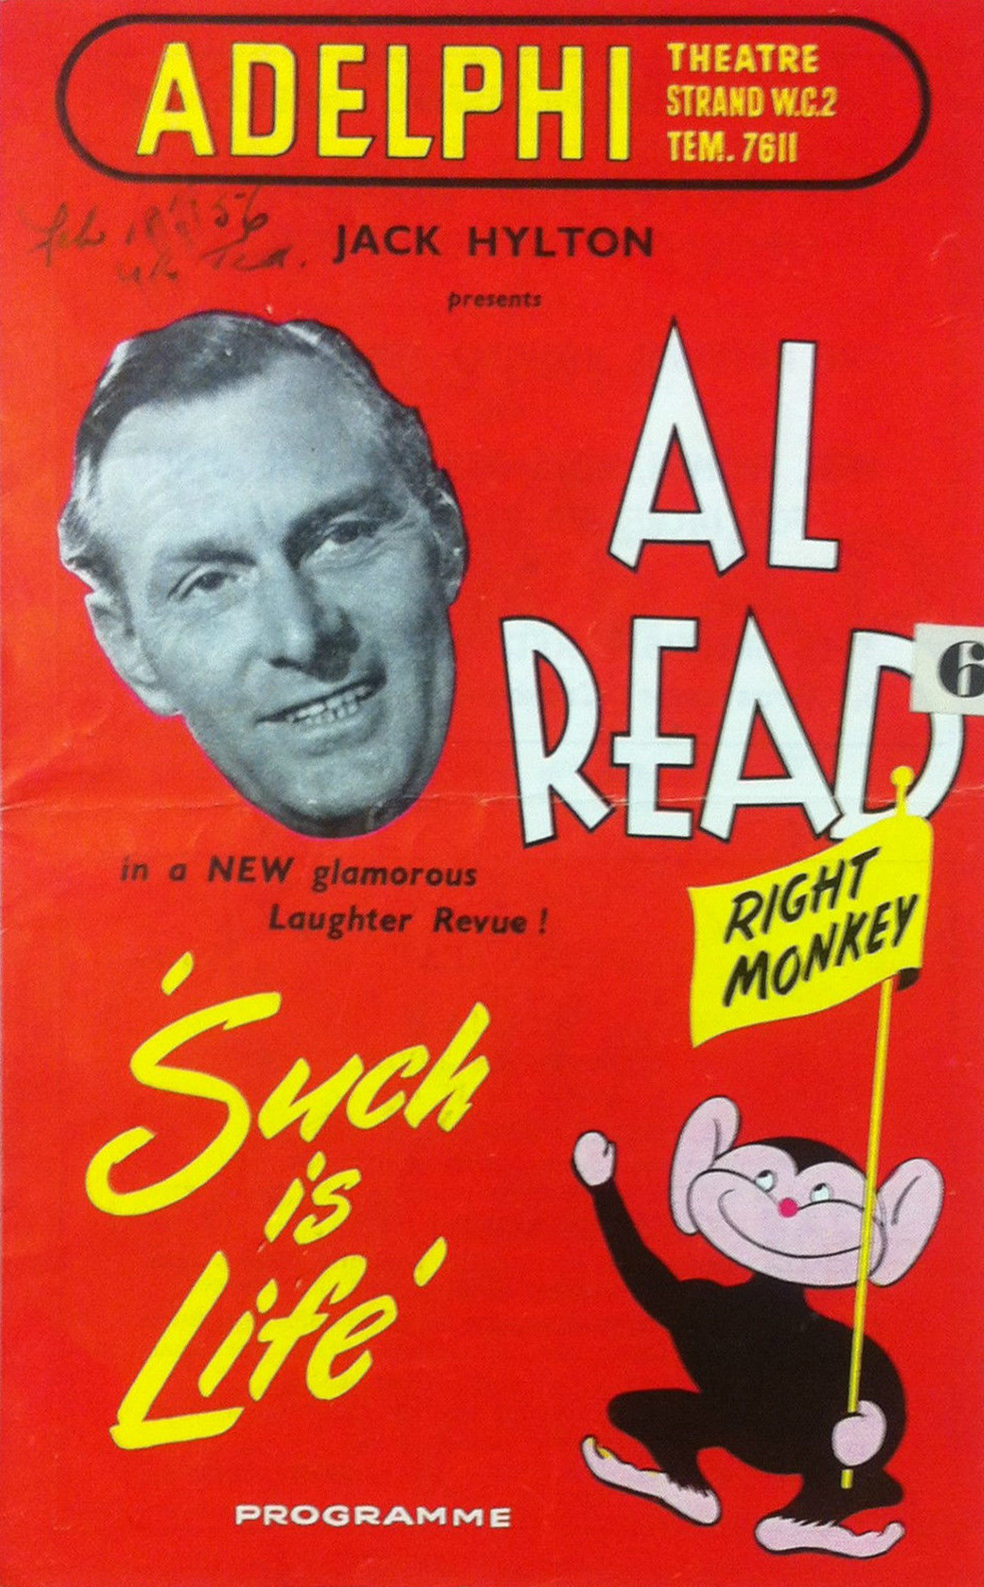 ADELPHI
THEATRE
STRAND W.C.2
TEM. 7611
JACK HYLTON
presents
AL
READ
6
in a NEW glamorous
Laughter Revue !
RIGHT
MONKEY
'Such
is
Life'
PROGRAMME